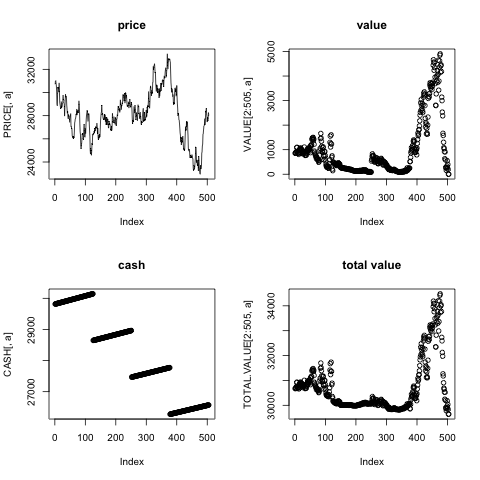 price
PRICE[, a]
24000 28000 32000
0 100 200 300 400 500
Index
value
VALUE[2:505, a]
0 1000 3000 5000
0 100 200 300 400 500
Index
cash
CASH[, a]
27000 29000
0 100 200 300 400 500
Index
total value
TOTAL.VALUE[2:505, a]
30000 32000 34000
0 100 200 300 400 500
Index